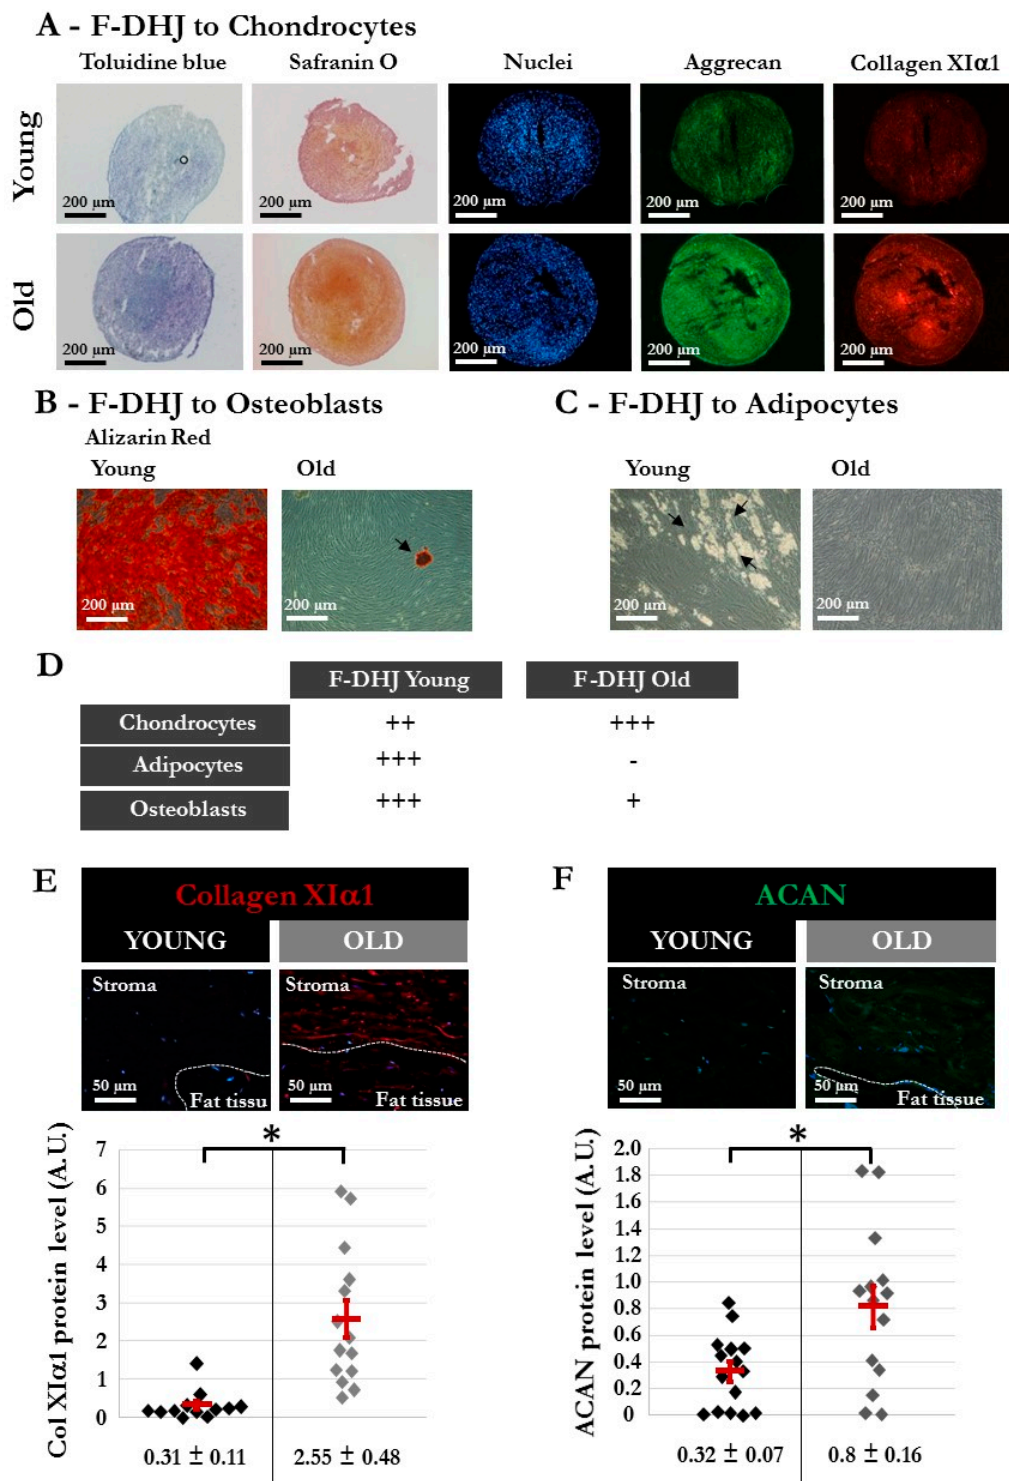 A - F-DHJ to Chondrocytes
Toluidine blue Safranin O Nuclei Aggrecan Collagen XIα1
Young
200 µm 200 µm 200 µm 200 µm 200 µm
Old
200 µm 200 µm 200 µm 200 µm 200 µm
B - F-DHJ to Osteoblasts
Alizarin Red
Young Old
200 µm 200 µm
C - F-DHJ to Adipocytes
Young Old
200 µm 200 µm
D
F-DHJ Young F-DHJ Old
Chondrocytes ++ +++
Adipocytes +++ -
Osteoblasts +++ +
E
Collagen XIα1
YOUNG OLD
Stroma Stroma
50 µm Fat tissu 50 µm Fat tissue
*
Col XIα1 protein level (A.U.)
7
6
5
4
3
2
1
0
0.31 ± 0.11 2.55 ± 0.48
F
ACAN
YOUNG OLD
Stroma Stroma
50 µm 50 µm Fat tissue
*
ACAN protein level (A.U.)
2.0
1.8
1.6
1.4
1.2
1.0
0.8
0.6
0.4
0.2
0
0.32 ± 0.07 0.8 ± 0.16